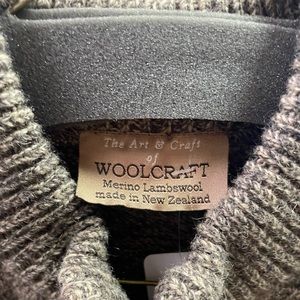 The Art & Craft
of
WOOLCRAFT
Merino Lambswool
made in New Zealand